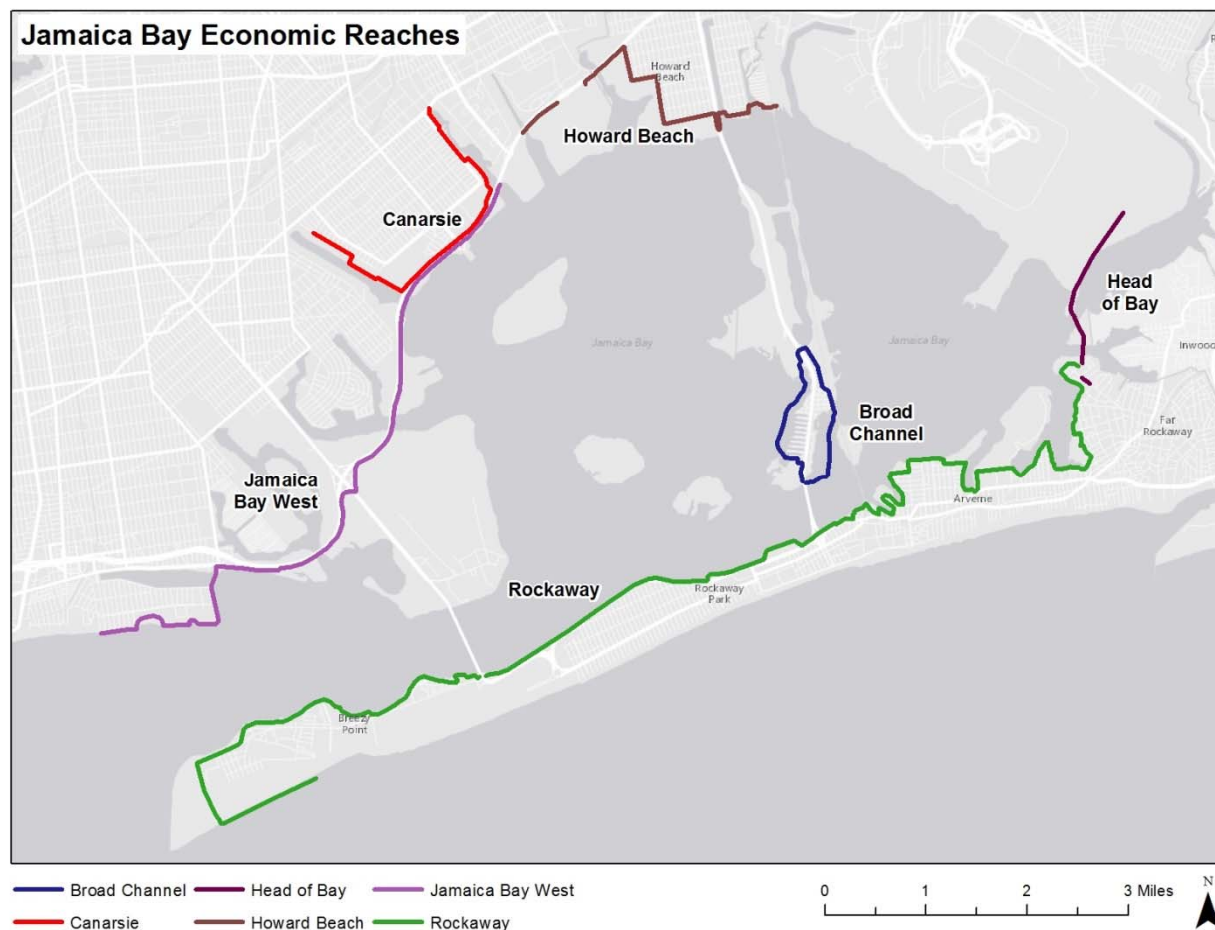 Jamaica Bay Economic Reaches
Howard
Beach
Howard Beach
Canarsie
Head
of Bay
Jamaica Bay
Jamaica Bay
Inwood
Broad
Channel
Far
Rockaway
Jamaica
Bay West
Arverne
Rockaway
Rockaway
Park
Breezy
Point
Broad Channel
Head of Bay
Jamaica Bay West
Canarsie
Howard Beach
Rockaway
0 1 2 3 Miles
N